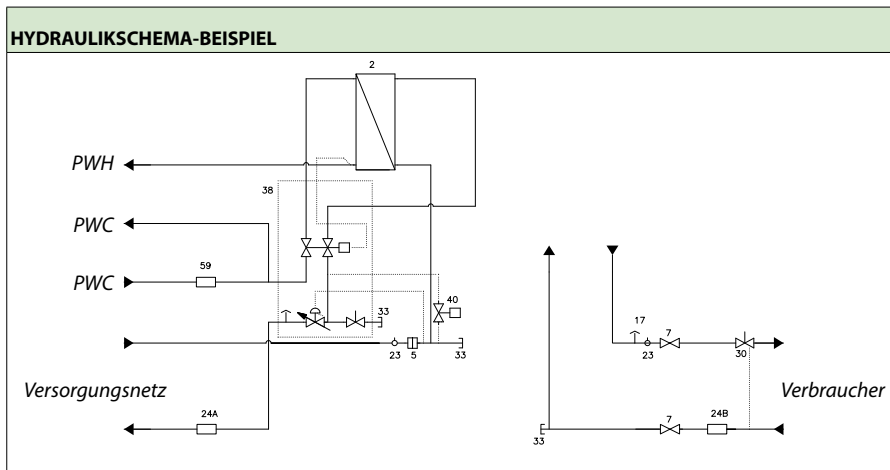 HYDRAULIKSCHEMA-BEISPIEL
2
PWH
38
PWC
PWC
59
40
33
17
7
23
5
33
23
30
Versorgungsnetz
Verbraucher
24A
7
24B
33